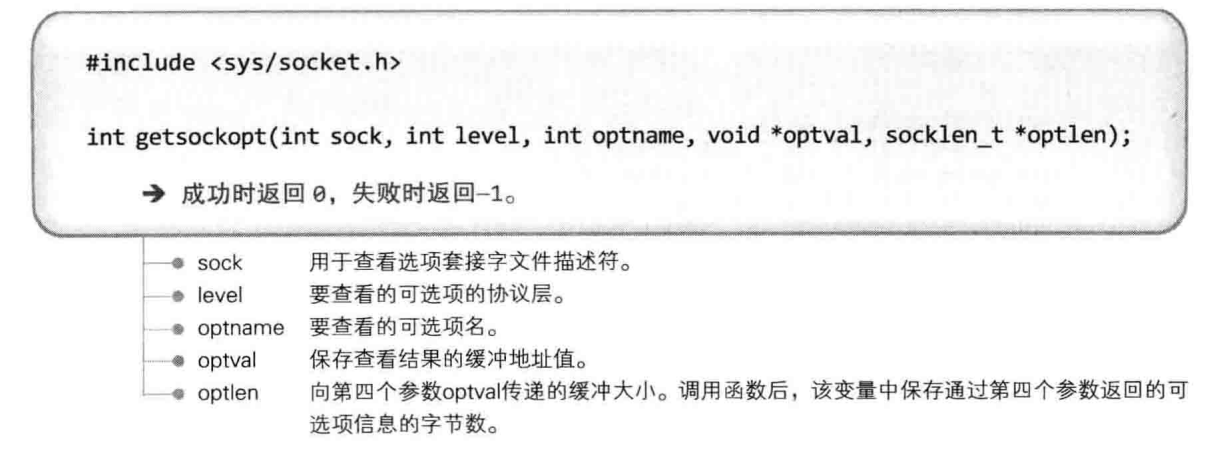 #include <sys/socket.h>
int getsockopt(int sock, int level, int optname, void *optval, socklen_t *optlen);
➔ 成功时返回 0，失败时返回–1。
sock 用于查看选项套接字文件描述符。
level 要查看的可选项的协议层。
optname 要查看的可选项名。
optval 保存查看结果的缓冲地址值。
optlen 向第四个参数optval传递的缓冲大小。调用函数后，该变量中保存通过第四个参数返回的可
选项信息的字节数。